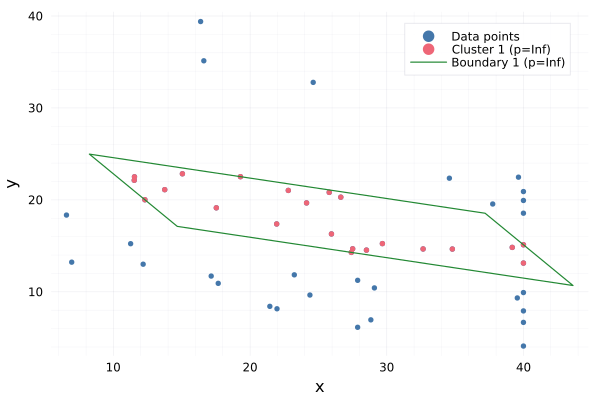 40
Data points
Cluster 1 (p=Inf)
Boundary 1 (p=Inf)
30
y
20
10
10 20 30 40
x